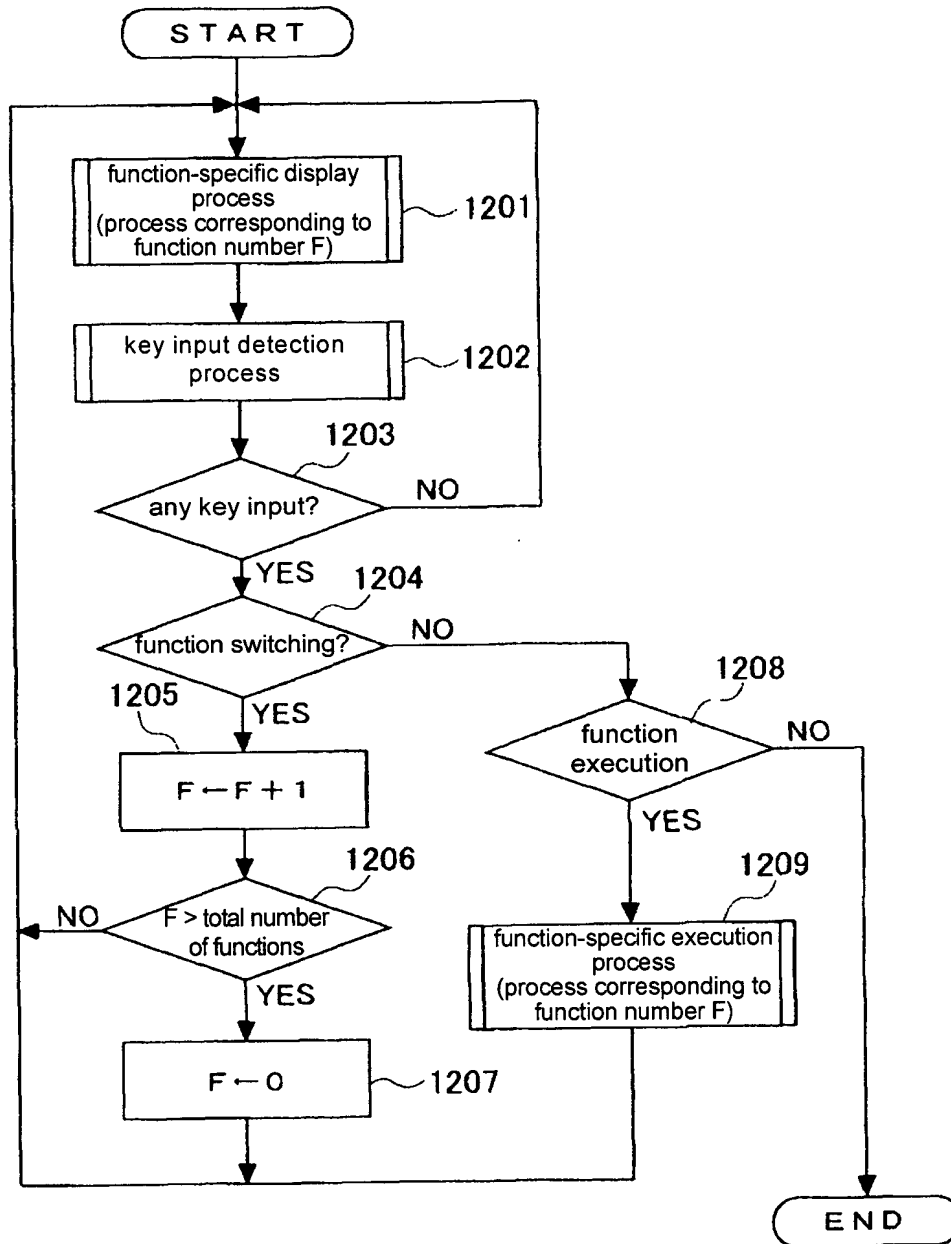 START
function-specific display
process
(process corresponding to
function number F)
1201
key input detection
process
1202
1203
any key input?
NO
YES
1204
function switching?
NO
1205
YES
F ← F + 1
1206
NO
F > total number
of functions
YES
F ← 0
1207
1208
function
execution
NO
YES
1209
function-specific execution
process
(process corresponding to
function number F)
END